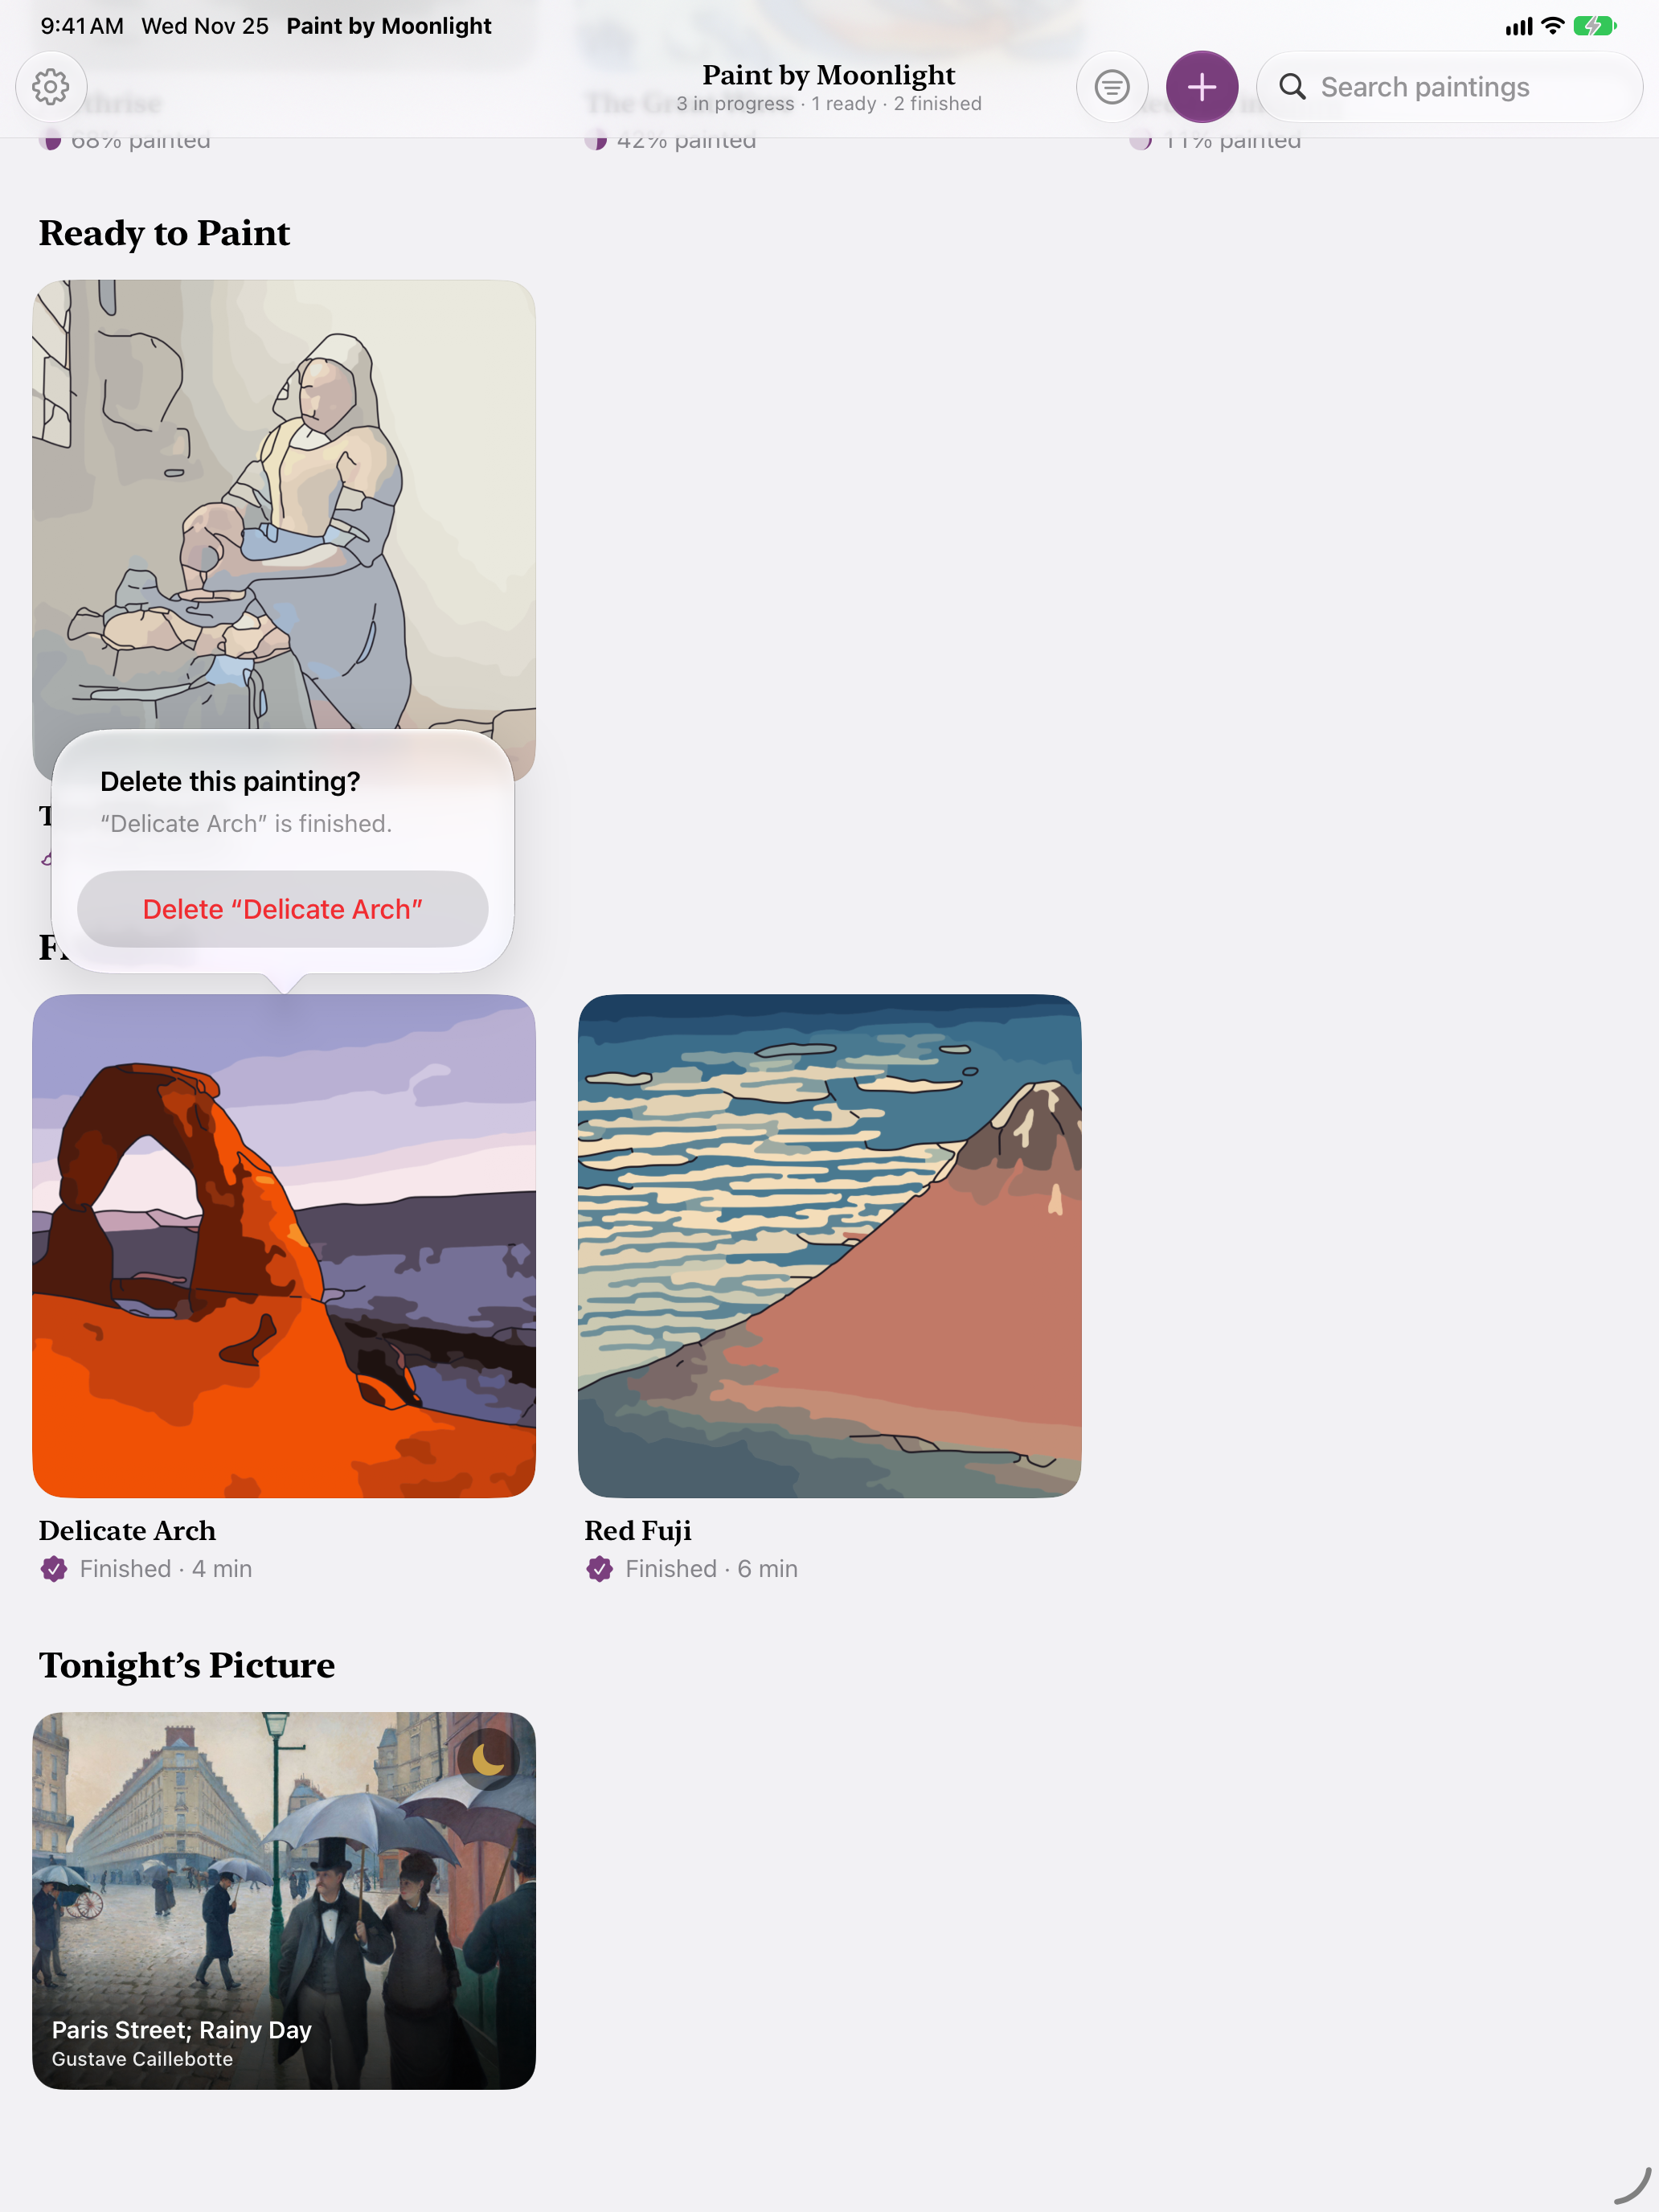 9:41 AM Wed Nov 25 Paint by Moonlight
Paint by Moonlight
3 in progress · 1 ready · 2 finished
Search paintings
68% painted
42% painted
11% painted
Ready to Paint
Delete this painting?
“Delicate Arch” is finished.
Delete “Delicate Arch”
Delicate Arch
Finished · 4 min
Red Fuji
Finished · 6 min
Tonight’s Picture
Paris Street; Rainy Day
Gustave Caillebotte